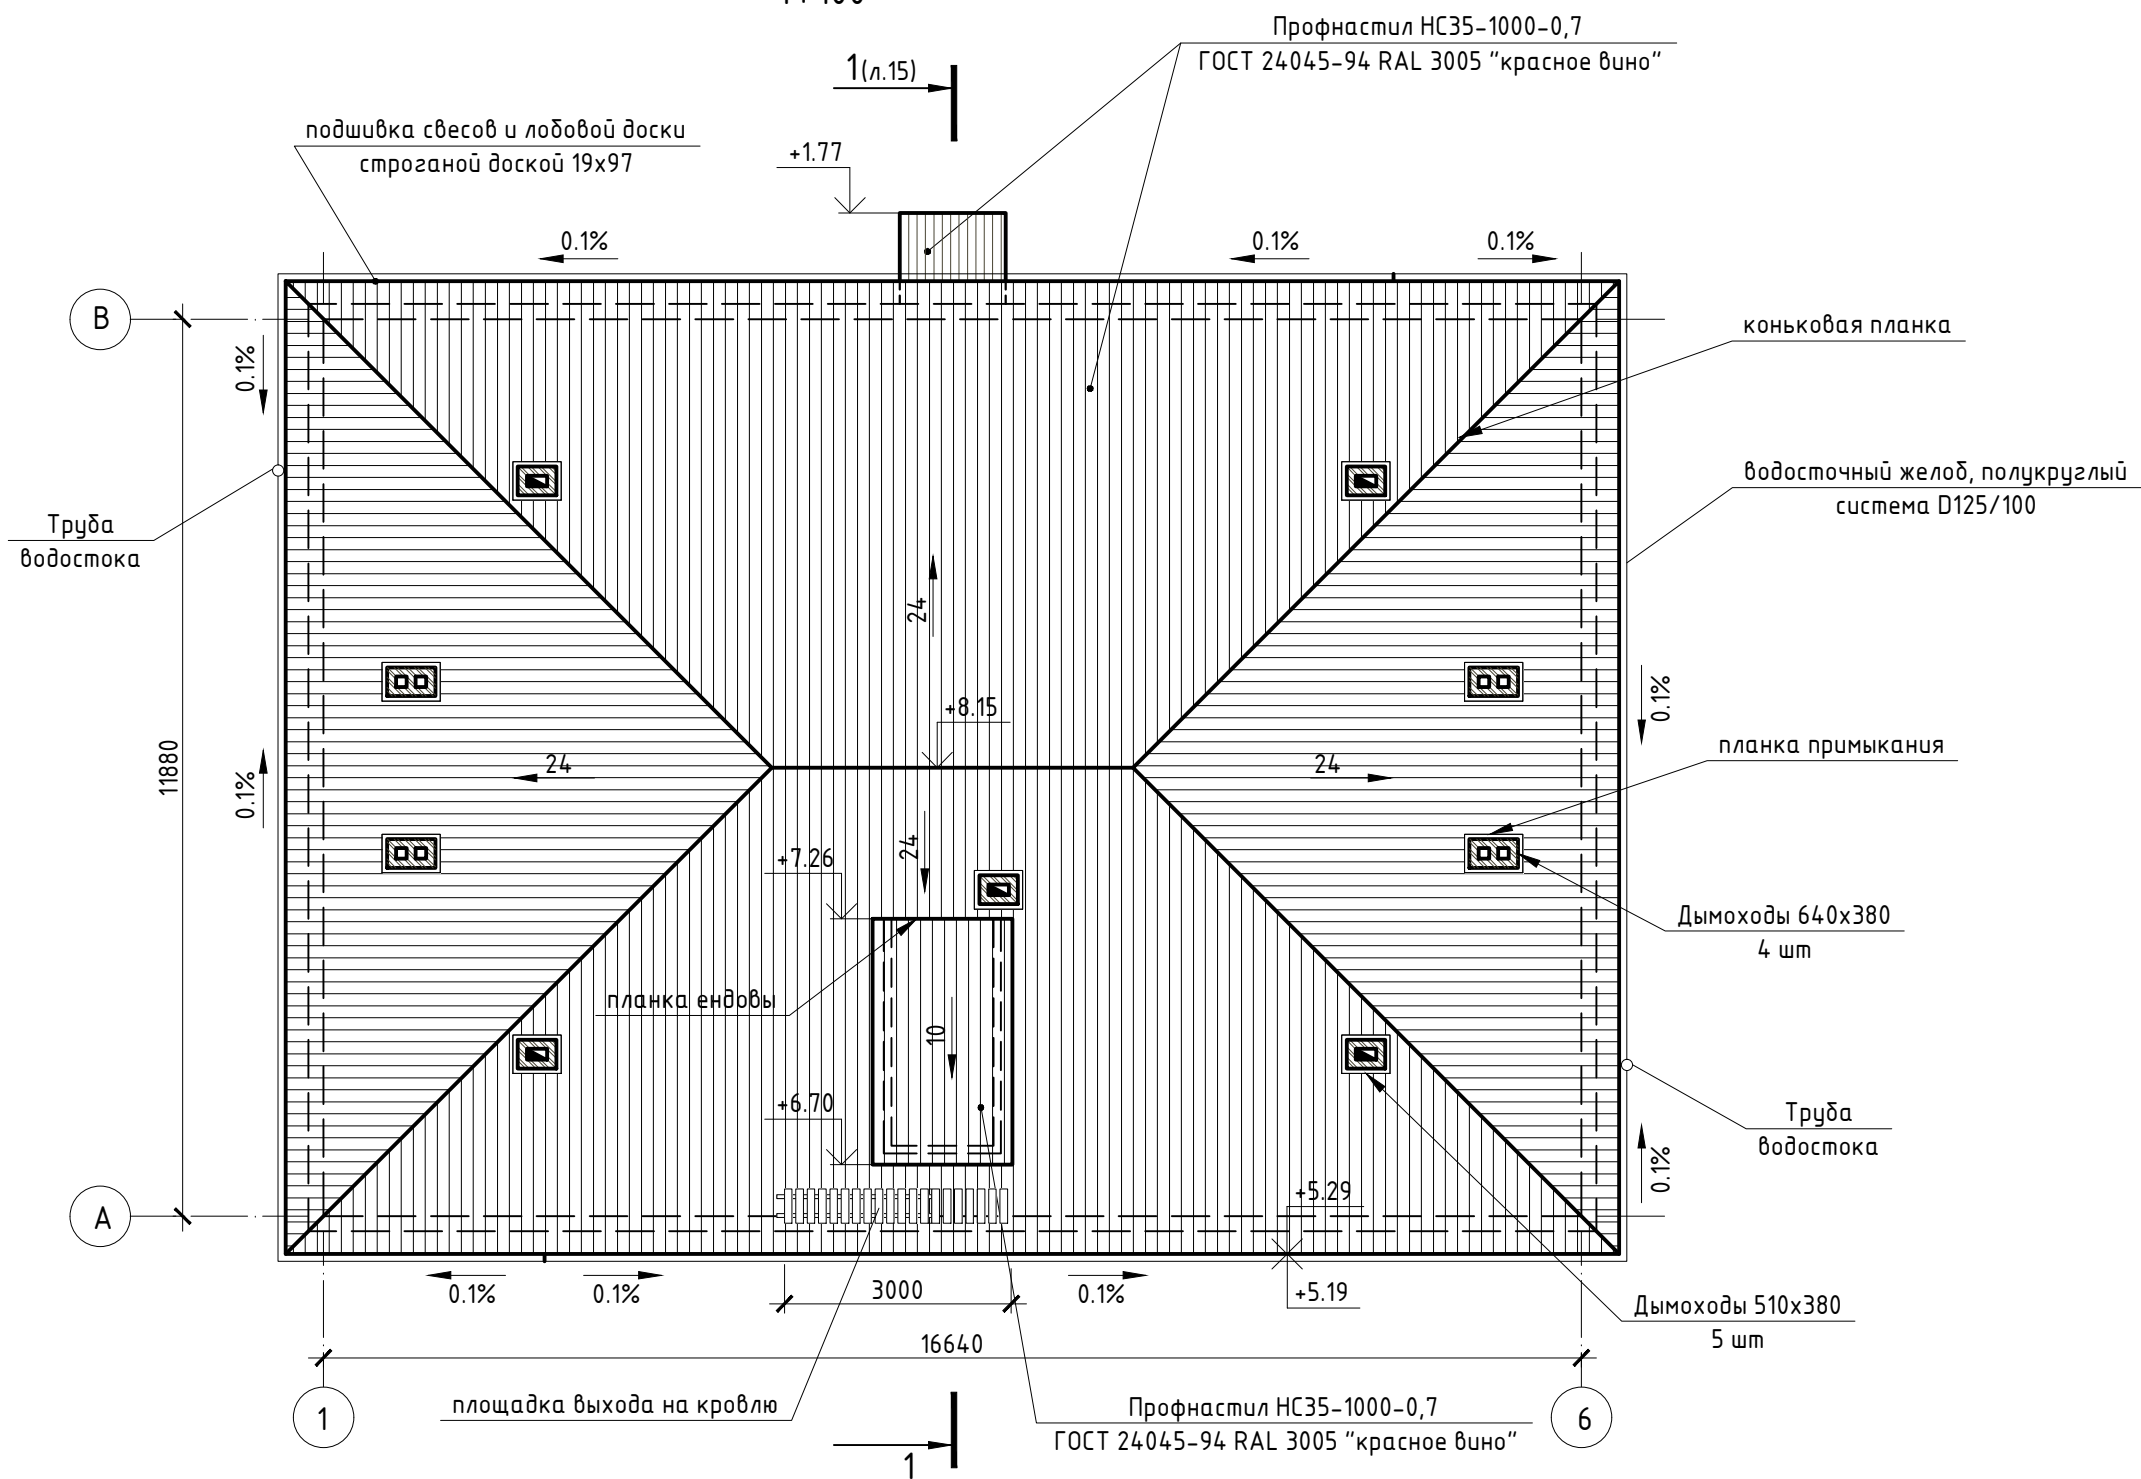 Профнастил НС35-1000-0,7
ГОСТ 24045-94 RAL 3005 "красное вино"
1(л.15)
подшивка свесов и лобовой доски
строганой доской 19x97
+1.77
0.1%
0.1%
0.1%
В
0.1%
коньковая планка
водосточный желоб, полукруглый
система D125/100
Труба
водостока
24
0.1%
+8.15
11880
24
24
планка примыкания
0.1%
+7.26
24
Дымоходы 640x380
4 шт
планка ендовы
10
+6.70
Труба
водостока
0.1%
А
+5.29
0.1%
0.1%
3000
0.1%
+5.19
Дымоходы 510x380
5 шт
16640
площадка выхода на кровлю
1
Профнастил НС35-1000-0,7
ГОСТ 24045-94 RAL 3005 "красное вино"
6
1